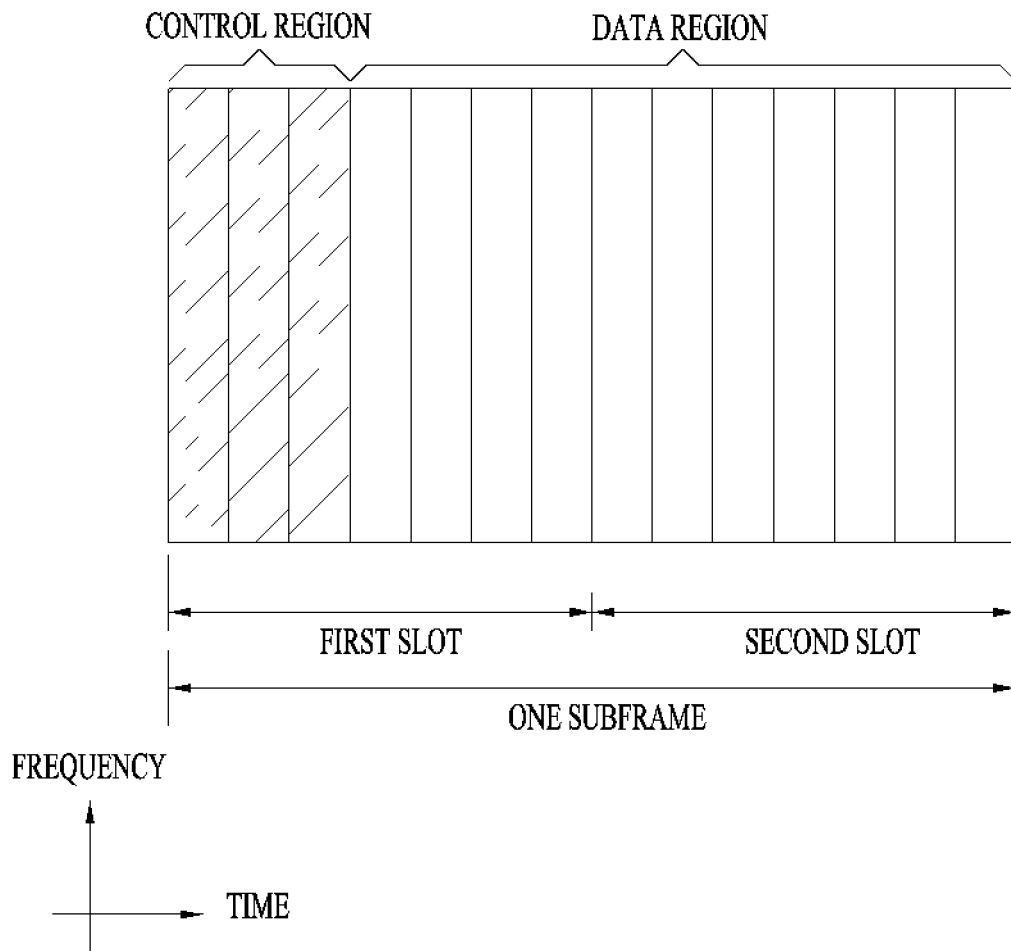 CONTROL REGION
DATA REGION
FIRST SLOT
SECOND SLOT
ONE SUBFRAME
FREQUENCY
TIME